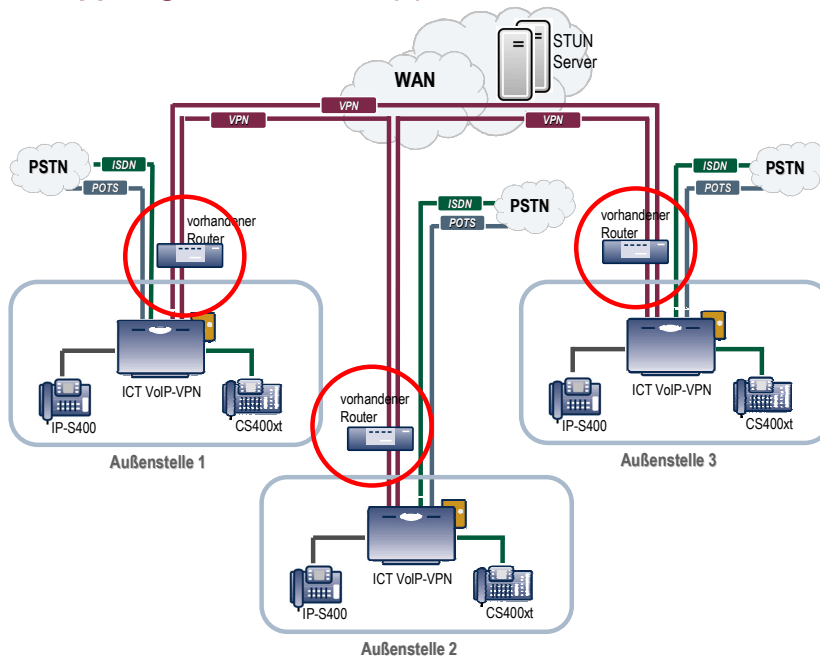 STUN
Server
WAN
VPN
VPN
VPN
PSTN
ISDN
POTS
vorhandener
Router
ISDN
POTS
PSTN
vorhandener
Router
ISDN
POTS
PSTN
ICT VoIP-VPN
IP-S400
CS400xt
Außenstelle 1
vorhandener
Router
ICT VoIP-VPN
IP-S400
CS400xt
Außenstelle 2
ICT VoIP-VPN
IP-S400
CS400xt
Außenstelle 3